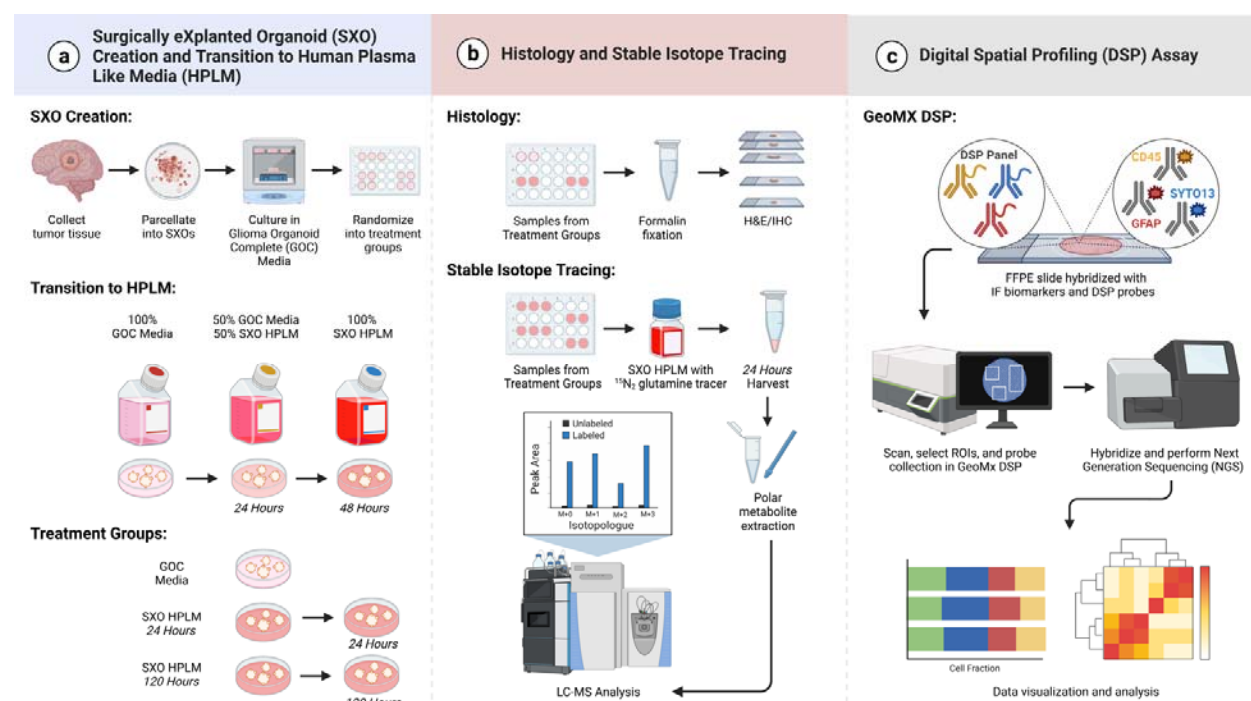 a
Surgically eXplanted Organoid (SXO)
Creation and Transition to Human Plasma
Like Media (HPLM)
SXO Creation:
Collect
tumor tissue
Parcellate
into SXOs
Culture in
Glioma Organoid
Complete (GOC)
Media
Randomize
into treatment
groups
Transition to HPLM:
100%
GOC Media
50% GOC Media
50% SXO HPLM
100%
SXO HPLM
24 Hours
48 Hours
Treatment Groups:
GOC
Media
SXO HPLM
24 Hours
24 Hours
SXO HPLM
120 Hours
120 Hours
b
Histology and Stable Isotope Tracing
Histology:
Samples from
Treatment Groups
Formalin
fixation
H&E/IHC
Stable Isotope Tracing:
Samples from
Treatment Groups
SXO HPLM with
¹⁵N₂ glutamine tracer
24 Hours
Harvest
Unlabeled
Labeled
Peak Area
M+0 M+1 M+2 M+3
Isotopologue
Polar
metabolite
extraction
LC-MS Analysis
c
Digital Spatial Profiling (DSP) Assay
GeoMX DSP:
DSP Panel
CD45
SYTO13
GFAP
FFPE slide hybridized with
IF biomarkers and DSP probes
Scan, select ROIs, and probe
collection in GeoMx DSP
Hybridize and perform Next
Generation Sequencing (NGS)
Cell Fraction
Data visualization and analysis